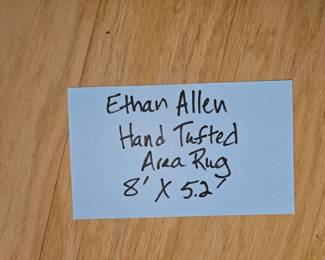 Ethan Allen
Hand Tufted
Area Rug
8' X 5.2'